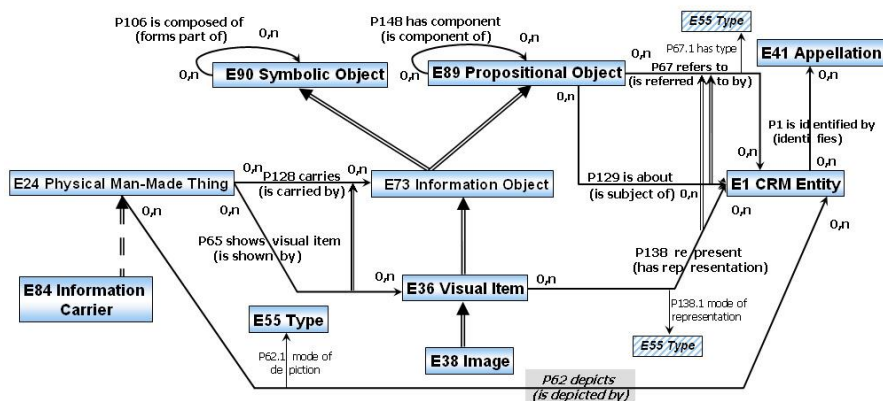 P106 is composed of
(forms part of)
0,n
0,n
E90 Symbolic Object
P148 has component
(is component of)
0,n
0,n
E89 Propositional Object
0,n
0,n
E55 Type
P67.1 has type
P67 refers to
(is referred to by)
0,n
E41 Appellation
0,n
P1 is identified by
(identifies)
0,n
E24 Physical Man-Made Thing
0,n
P128 carries
(is carried by)
0,n
E73 Information Object
P129 is about
(is subject of)
0,n
E1 CRM Entity
0,n
0,n
0,n
0,n
P65 shows visual item
(is shown by)
0,n
E36 Visual Item
0,n
P138 represent
(has representation)
E84 Information
Carrier
E55 Type
P62.1 mode of
depiction
E38 Image
P138.1 mode of
representation
E55 Type
P62 depicts
(is depicted by)